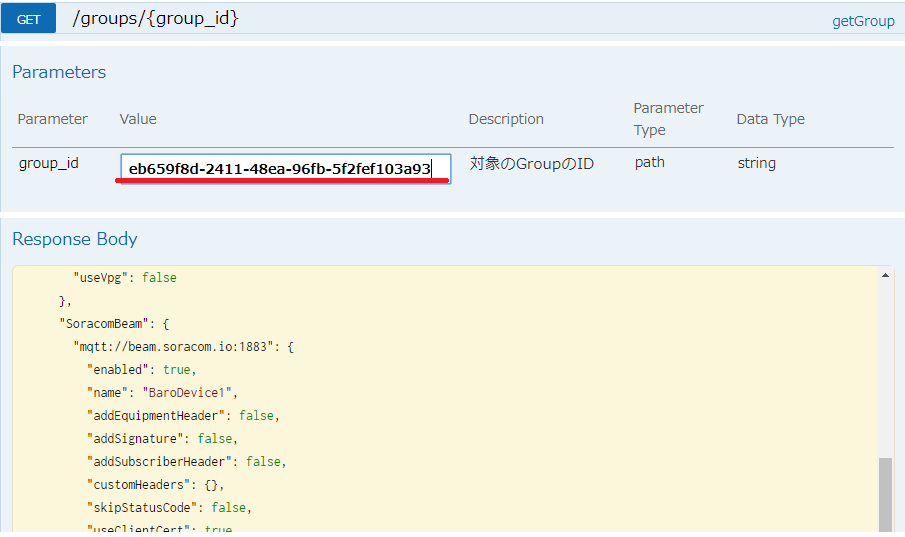 GET /groups/{group_id} getGroup
Parameters
Parameter Value Description Parameter Type Data Type
group_id eb659f8d-2411-48ea-96fb-5f2fef103a93 対象のGroupのID path string
Response Body
"useVpg": false
},
"SoracomBeam": {
"mqtt://beam.soracom.io:1883": {
"enabled": true,
"name": "BaroDevice1",
"addEquipmentHeader": false,
"addSignature": false,
"addSubscriberHeader": false,
"customHeaders": {},
"skipStatusCode": false,
"useClientCert": true